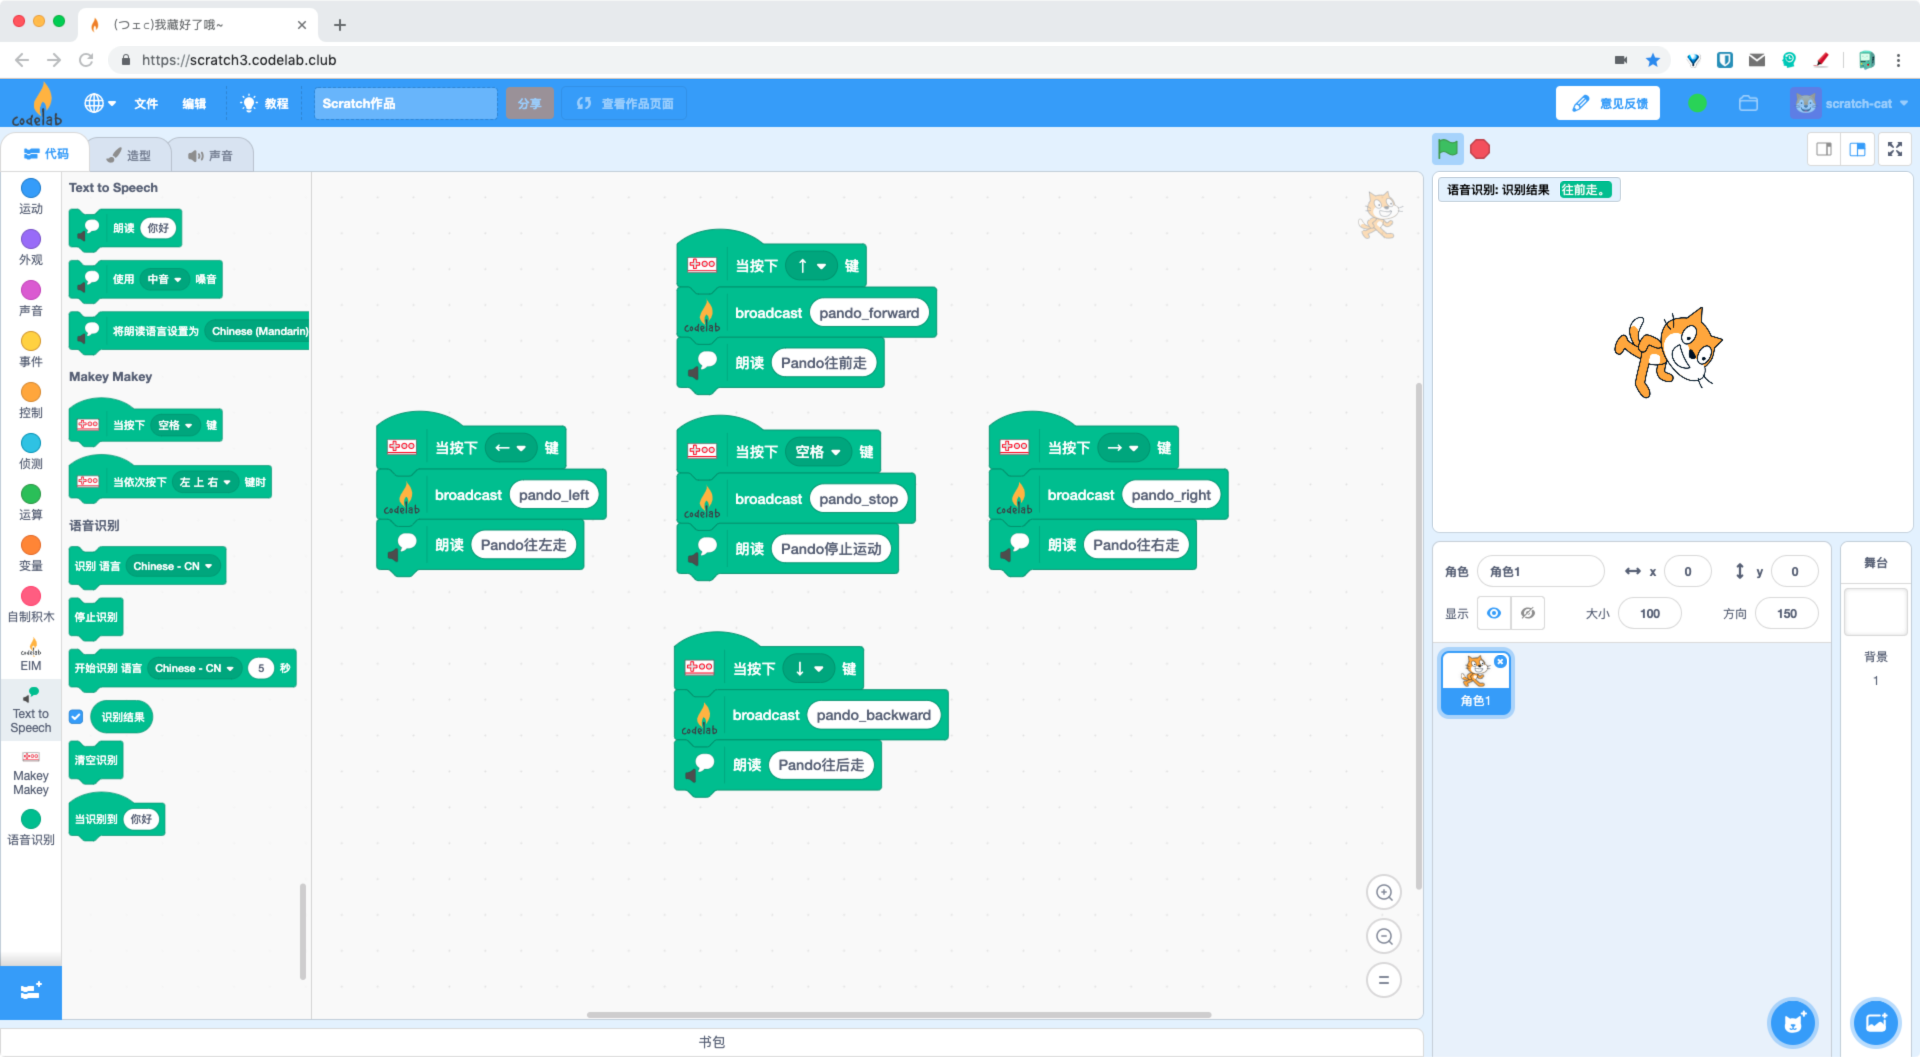 (つェc)我藏好了哦~
https://scratch3.codelab.club
codelab
文件
编辑
教程
Scratch作品
分享
查看作品页面
意见反馈
scratch-cat
代码
造型
声音
运动
外观
声音
事件
控制
侦测
运算
变量
自制积木
codelab
EIM
Text to
Speech
Makey
Makey
语音识别
Text to Speech
朗读 你好
使用 中音 嗓音
将朗读语言设置为 Chinese (Mandarin)
Makey Makey
当按下 空格 键
当依次按下 左 上 右 键时
语音识别
识别 语言 Chinese - CN
停止识别
开始识别 语言 Chinese - CN 5 秒
识别结果
清空识别
当识别到 你好
当按下 ↑ 键
codelab broadcast pando_forward
朗读 Pando往前走
当按下 ← 键
codelab broadcast pando_left
朗读 Pando往左走
当按下 空格 键
codelab broadcast pando_stop
朗读 Pando停止运动
当按下 → 键
codelab broadcast pando_right
朗读 Pando往右走
当按下 ↓ 键
codelab broadcast pando_backward
朗读 Pando往后走
书包
语音识别: 识别结果 往前走。
角色 角色1 x 0 y 0
显示 大小 100 方向 150
角色1
舞台
背景
1